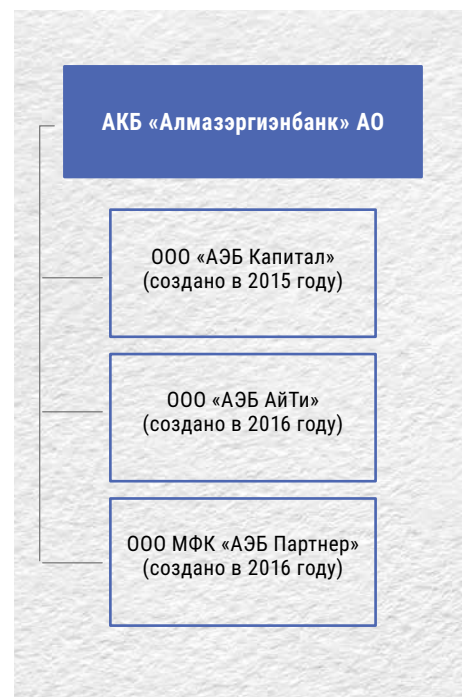 АКБ «Алмазэргиэнбанк» АО
ООО «АЭБ Капитал»
(создано в 2015 году)
ООО «АЭБ АйТи»
(создано в 2016 году)
ООО МФК «АЭБ Партнер»
(создано в 2016 году)